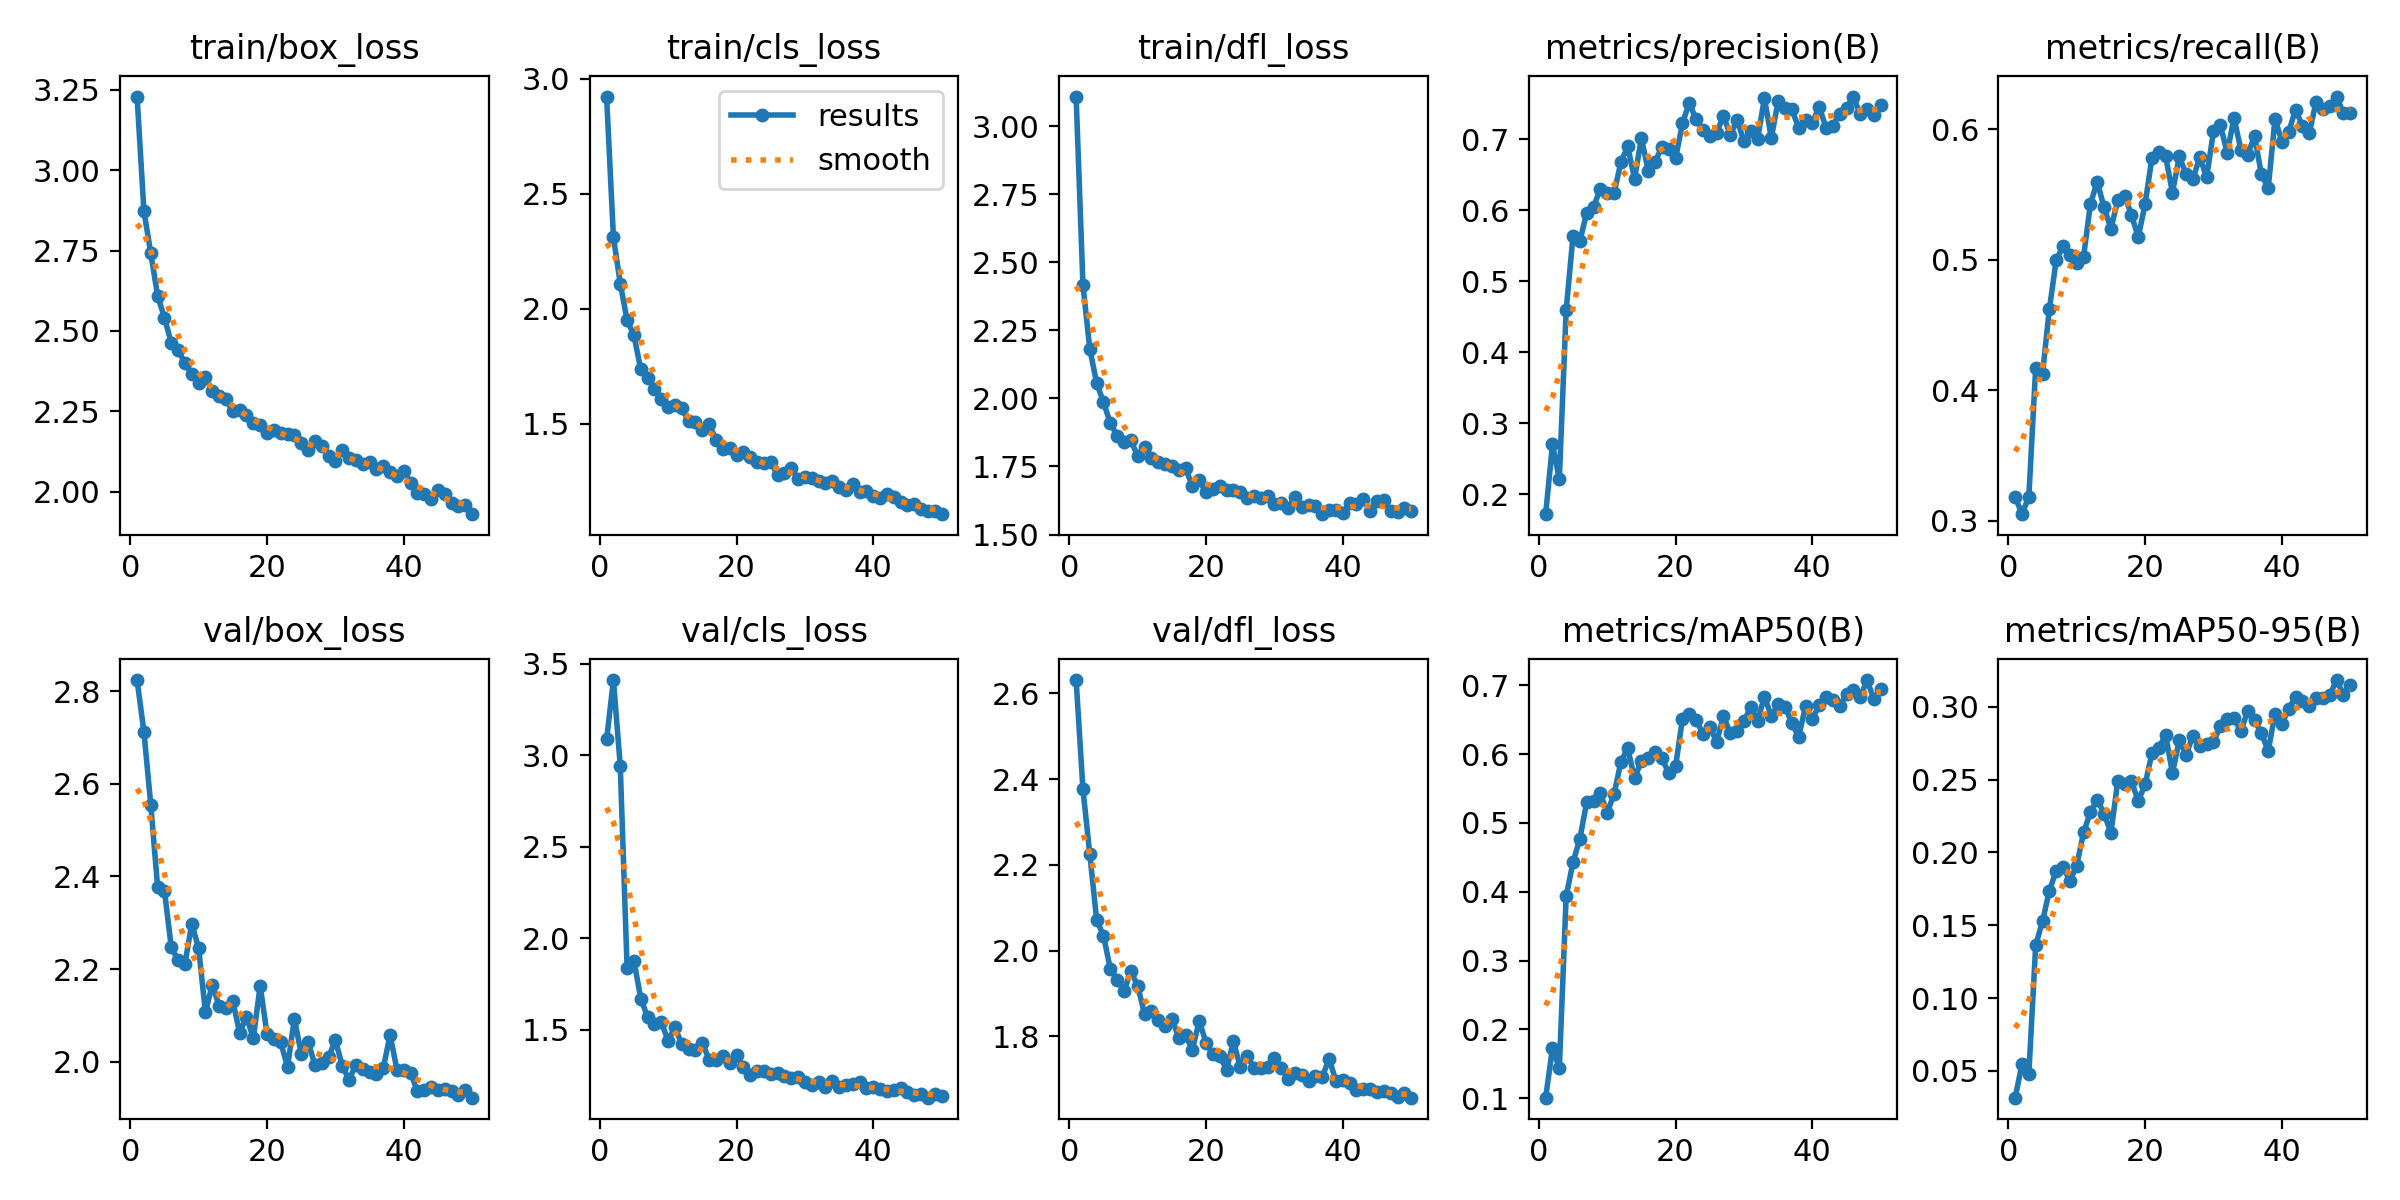 train/box_loss
3.25
3.00
2.75
2.50
2.25
2.00
0 20 40
train/cls_loss
results
smooth
3.0
2.5
2.0
1.5
0 20 40
train/dfl_loss
3.00
2.75
2.50
2.25
2.00
1.75
1.50
0 20 40
metrics/precision(B)
0.7
0.6
0.5
0.4
0.3
0.2
0 20 40
metrics/recall(B)
0.6
0.5
0.4
0.3
0 20 40
val/box_loss
2.8
2.6
2.4
2.2
2.0
0 20 40
val/cls_loss
3.5
3.0
2.5
2.0
1.5
0 20 40
val/dfl_loss
2.6
2.4
2.2
2.0
1.8
0 20 40
metrics/mAP50(B)
0.7
0.6
0.5
0.4
0.3
0.2
0.1
0 20 40
metrics/mAP50-95(B)
0.30
0.25
0.20
0.15
0.10
0.05
0 20 40